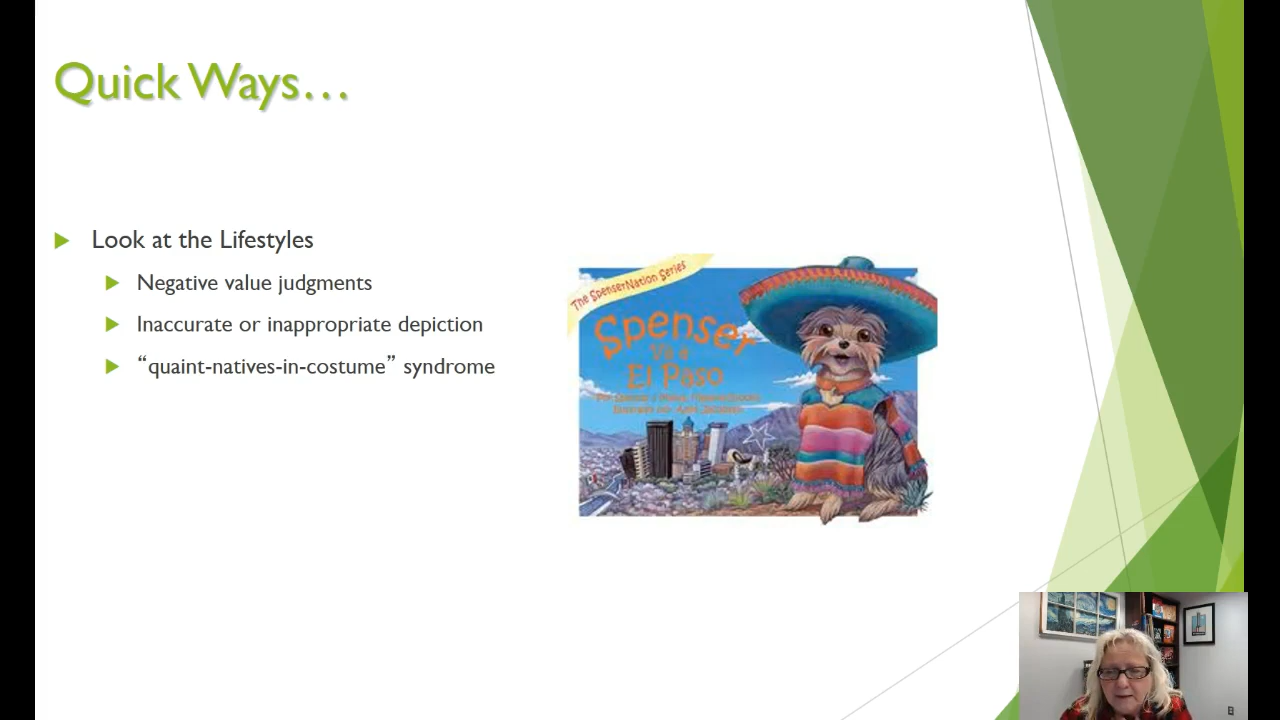 Quick Ways…
Look at the Lifestyles
Negative value judgments
Inaccurate or inappropriate depiction
“quaint-natives-in-costume” syndrome
The SpenserNation Series
Spenser
Va a
El Paso